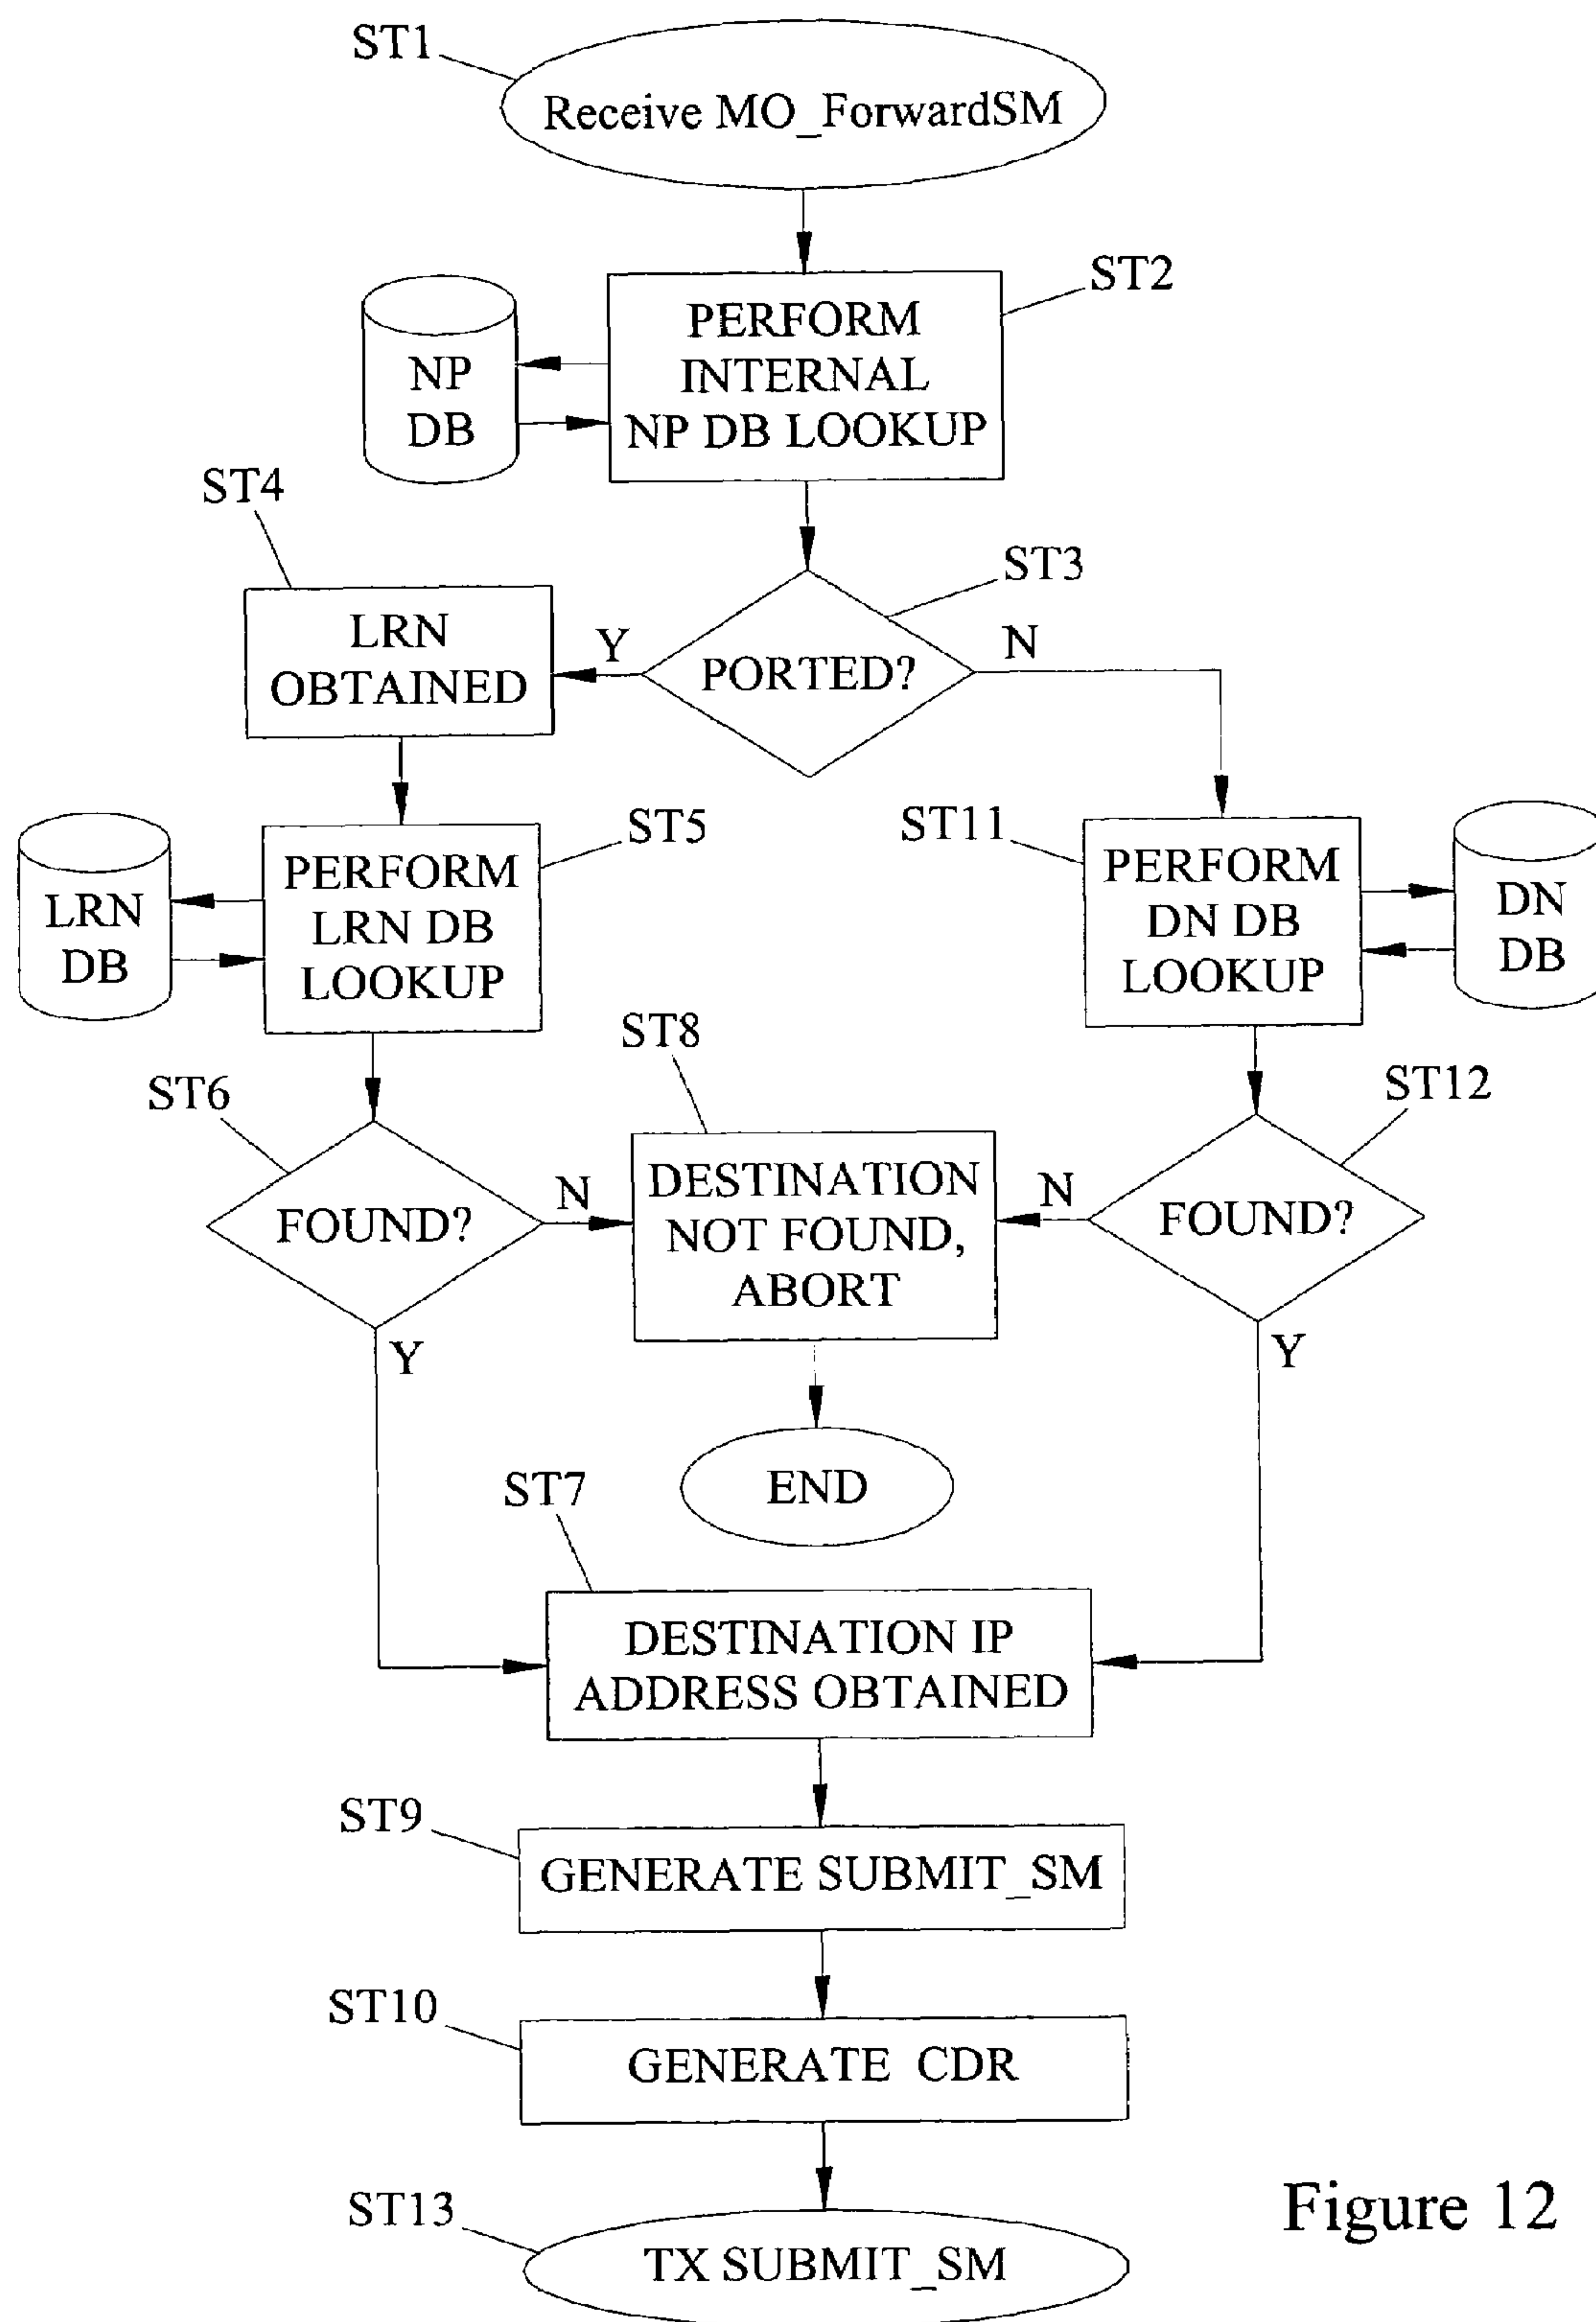 ST1
Receive MO_ForwardSM
ST2
PERFORM
INTERNAL
NP DB LOOKUP
NP
DB
ST4
ST3
LRN
OBTAINED
Y
PORTED?
N
ST5
ST11
LRN
DB
PERFORM
LRN DB
LOOKUP
PERFORM
DN DB
LOOKUP
DN
DB
ST8
ST6
ST12
FOUND?
N
DESTINATION
NOT FOUND,
ABORT
N
FOUND?
Y
Y
END
ST7
DESTINATION IP
ADDRESS OBTAINED
ST9
GENERATE SUBMIT_SM
ST10
GENERATE CDR
ST13
TX SUBMIT_SM
Figure 12